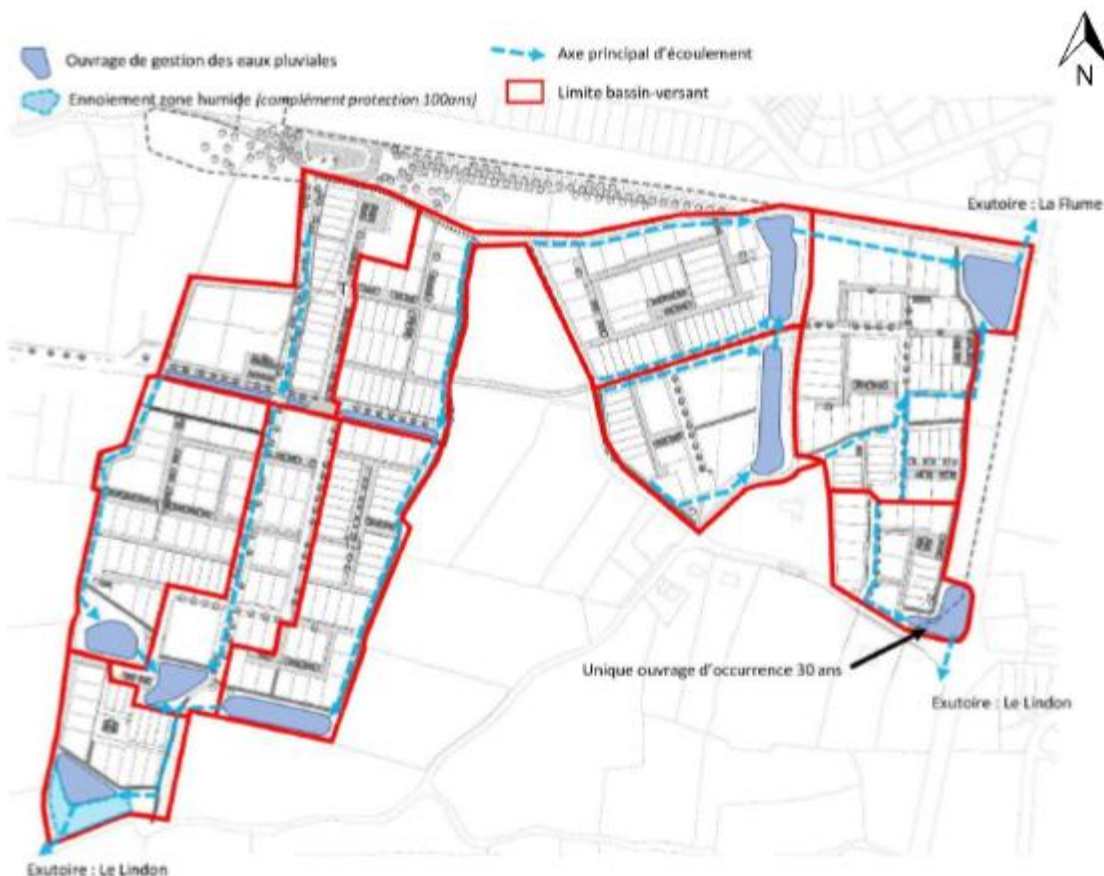 Ouvrage de gestion des eaux pluviales
Axe principal d'écoulement
Ennoiement zone humide (complément protection 100ans)
Limite bassin-versant
N
Exutoire : La Flume
Unique ouvrage d'occurrence 30 ans
Exutoire : Le Lindon
Exutoire : Le Lindon